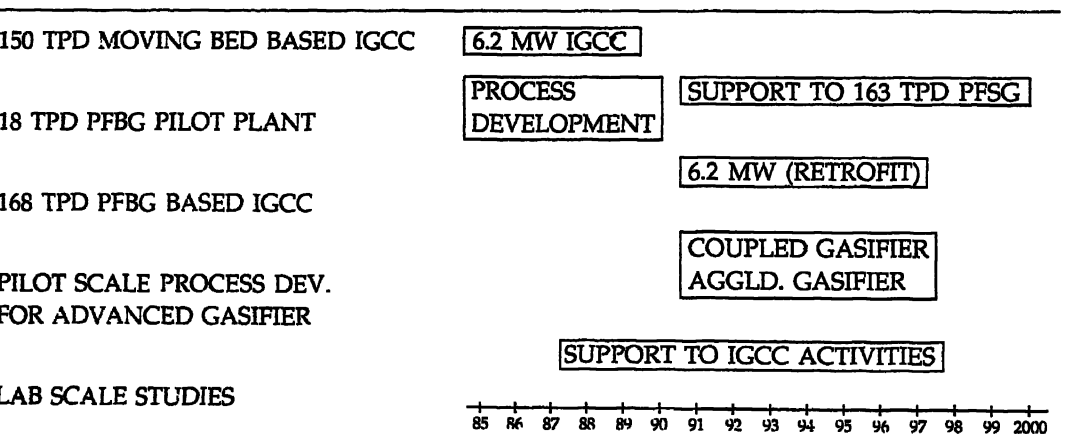 150 TPD MOVING BED BASED IGCC
6.2 MW IGCC
PROCESS
DEVELOPMENT
SUPPORT TO 163 TPD PFSG
18 TPD PFBG PILOT PLANT
6.2 MW (RETROFIT)
168 TPD PFBG BASED IGCC
COUPLED GASIFIER
AGGLD. GASIFIER
PILOT SCALE PROCESS DEV.
FOR ADVANCED GASIFIER
SUPPORT TO IGCC ACTIVITIES
LAB SCALE STUDIES
85 86 87 88 89 90 91 92 93 94 95 96 97 98 99 2000